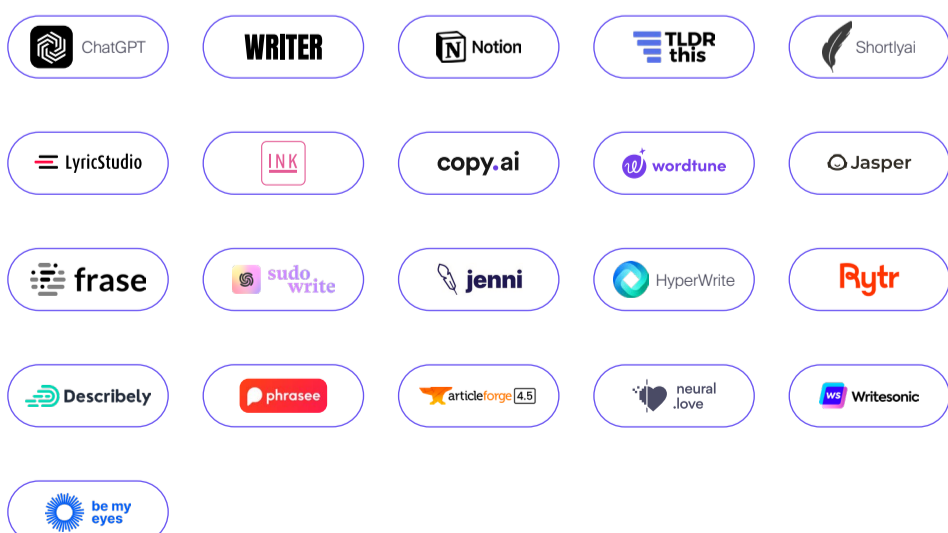 ChatGPT
WRITER
N Notion
TLDR
this
Shortlyai
LyricStudio
INK
copy.ai
wordtune
Jasper
frase
sudo
write
jenni
HyperWrite
Rytr
Describely
phrasee
articleforge 4.5
neural
.love
WS Writesonic
be my
eyes